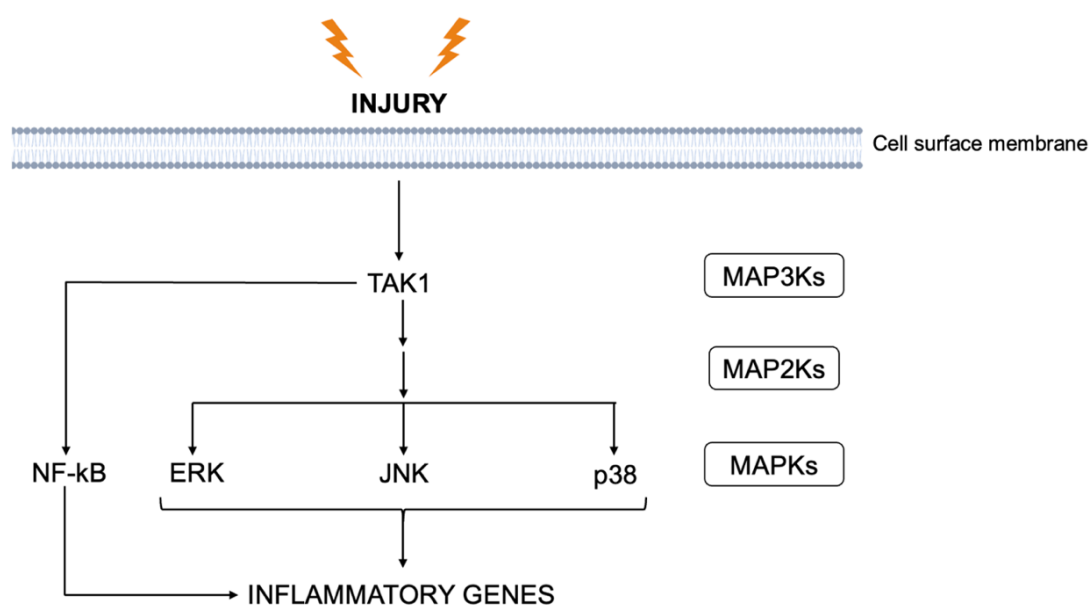 INJURY
Cell surface membrane
TAK1
MAP3Ks
MAP2Ks
NF-kB
ERK
JNK
p38
MAPKs
INFLAMMATORY GENES